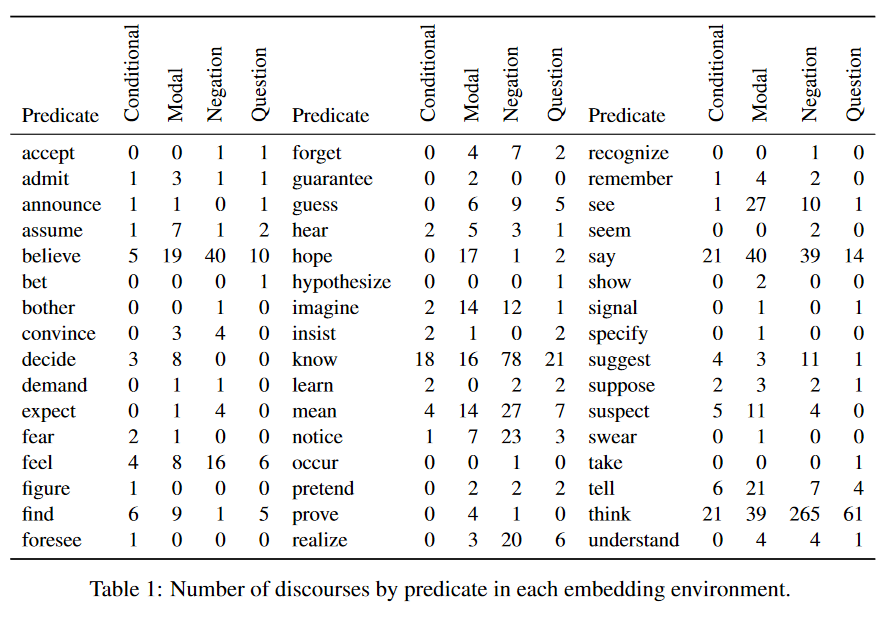 Predicate Conditional Modal Negation Question Predicate Conditional Modal Negation Question Predicate Conditional Modal Negation Question
accept 0 0 1 1 forget 0 4 7 2 recognize 0 0 1 0
admit 1 3 1 1 guarantee 0 2 0 0 remember 1 4 2 0
announce 1 1 0 1 guess 0 6 9 5 see 1 27 10 1
assume 1 7 1 2 hear 2 5 3 1 seem 0 0 2 0
believe 5 19 40 10 hope 0 17 1 2 say 21 40 39 14
bet 0 0 0 1 hypothesize 0 0 0 1 show 0 2 0 0
bother 0 0 1 0 imagine 2 14 12 1 signal 0 1 0 1
convince 0 3 4 0 insist 2 1 0 2 specify 0 1 0 0
decide 3 8 0 0 know 18 16 78 21 suggest 4 3 11 1
demand 0 1 1 0 learn 2 0 2 2 suppose 2 3 2 1
expect 0 1 4 0 mean 4 14 27 7 suspect 5 11 4 0
fear 2 1 0 0 notice 1 7 23 3 swear 0 1 0 0
feel 4 8 16 6 occur 0 0 1 0 take 0 0 0 1
figure 1 0 0 0 pretend 0 2 2 2 tell 6 21 7 4
find 6 9 1 5 prove 0 4 1 0 think 21 39 265 61
foresee 1 0 0 0 realize 0 3 20 6 understand 0 4 4 1
Table 1: Number of discourses by predicate in each embedding environment.